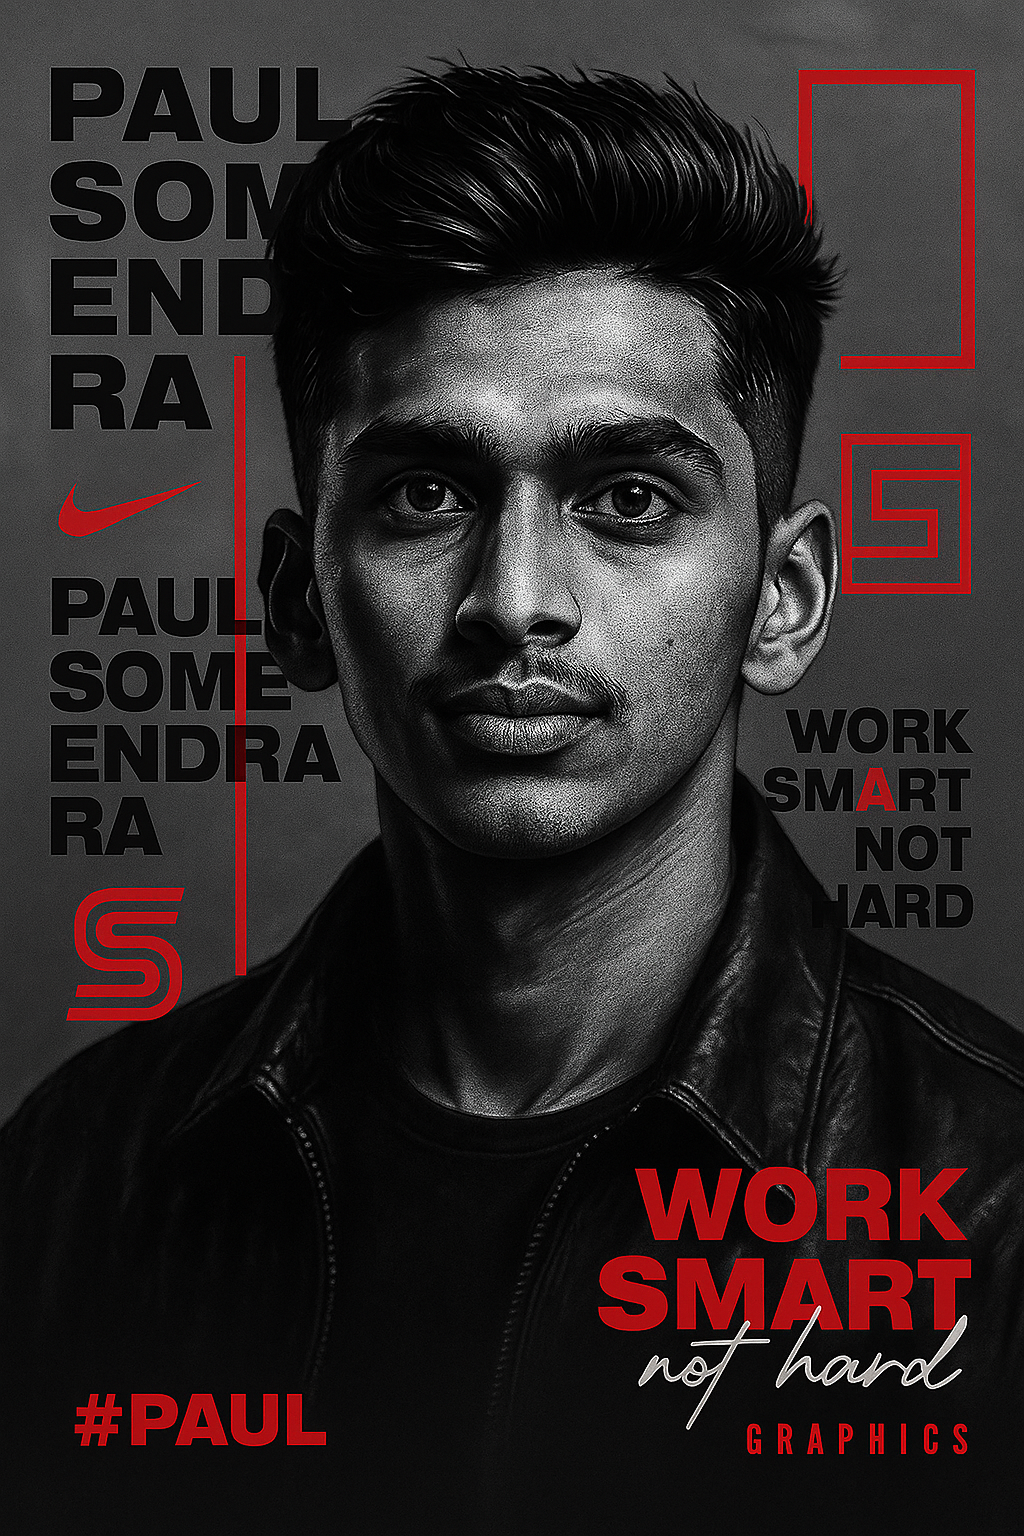 PAUL
SOM
END
RA
PAUL
SOME
ENDRA
RA
S
S
WORK
SMART
NOT
HARD
WORK
SMART
not hard
GRAPHICS
#PAUL